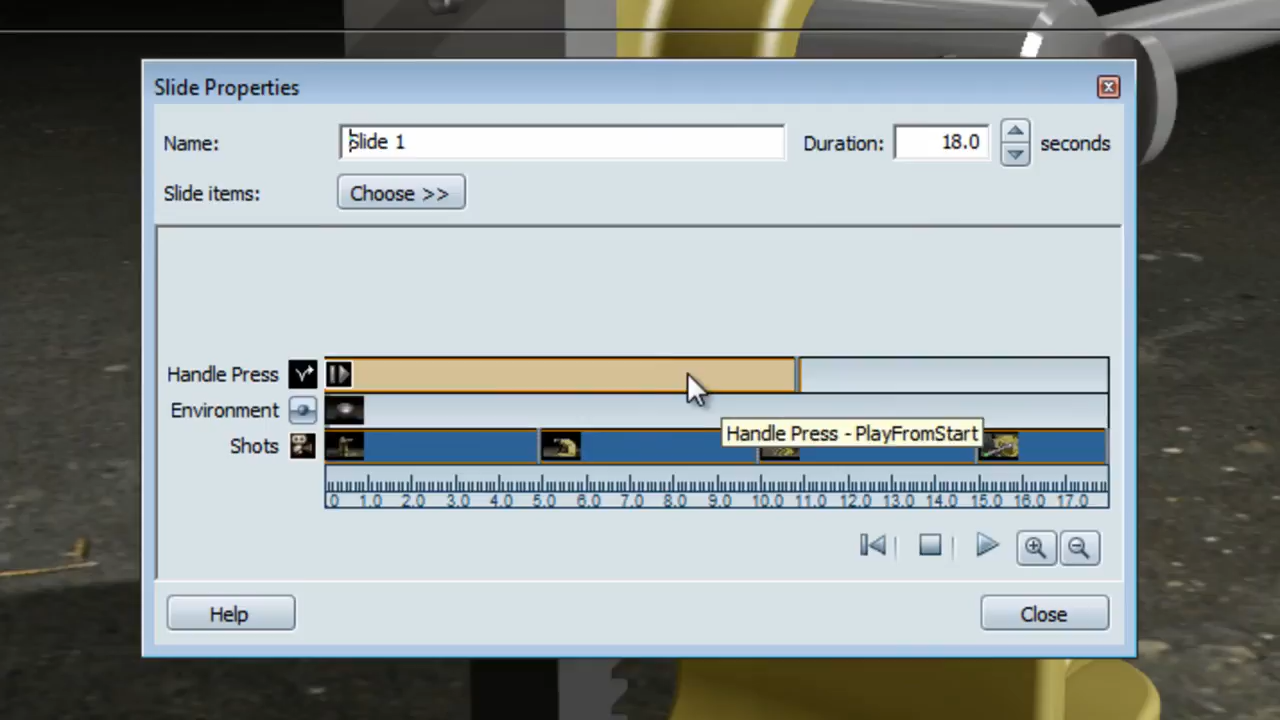 Slide Properties
Name: Slide 1 Duration: 18.0 seconds
Slide items: Choose >>
Handle Press
Environment
Handle Press - PlayFromStart
Shots
0 1.0 2.0 3.0 4.0 5.0 6.0 7.0 8.0 9.0 10.0 11.0 12.0 13.0 14.0 15.0 16.0 17.0
Help Close